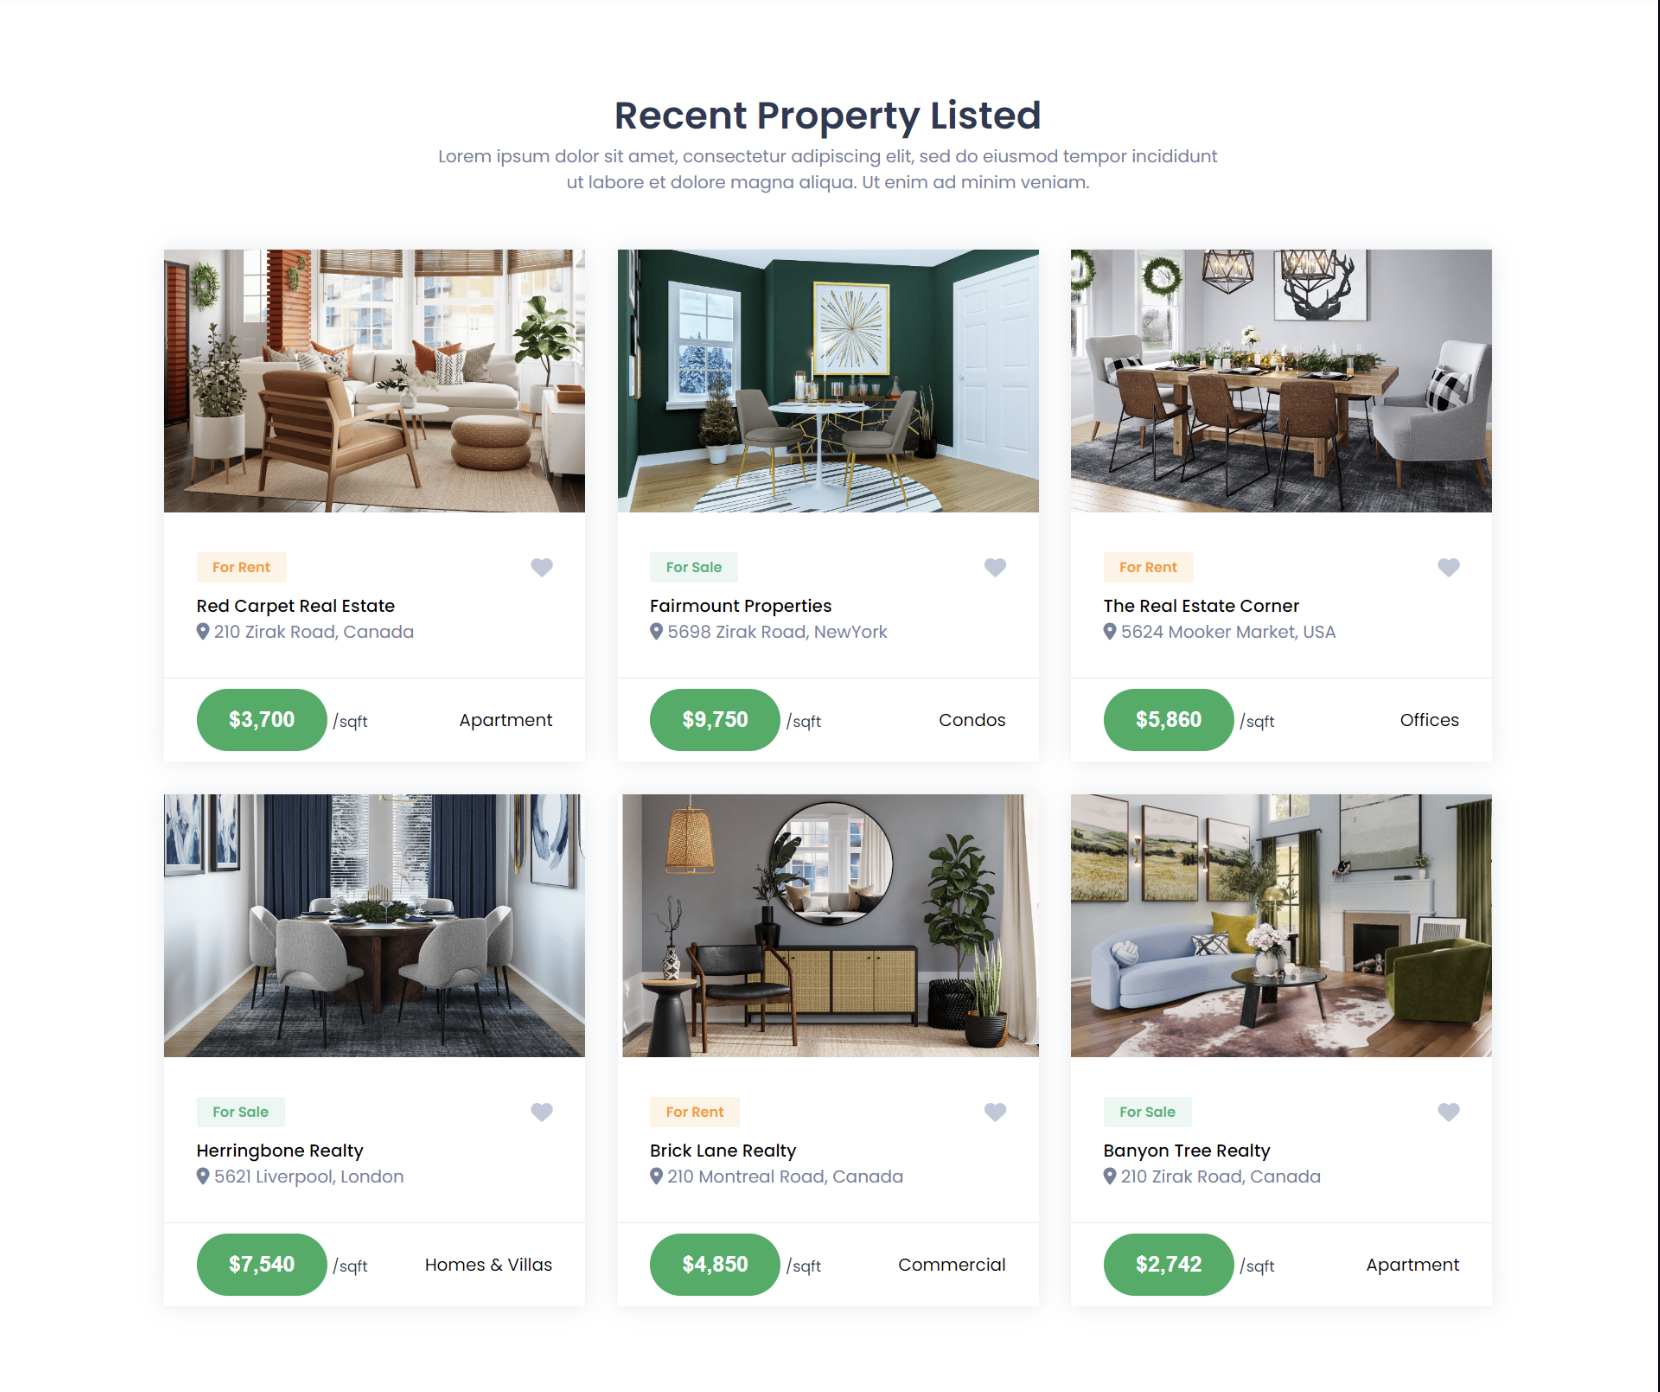 Recent Property Listed
Lorem ipsum dolor sit amet, consectetur adipiscing elit, sed do eiusmod tempor incididunt
ut labore et dolore magna aliqua. Ut enim ad minim veniam.
For Rent
Red Carpet Real Estate
210 Zirak Road, Canada
$3,700 /sqft Apartment
For Sale
Fairmount Properties
5698 Zirak Road, NewYork
$9,750 /sqft Condos
For Rent
The Real Estate Corner
5624 Mooker Market, USA
$5,860 /sqft Offices
For Sale
Herringbone Realty
5621 Liverpool, London
$7,540 /sqft Homes & Villas
For Rent
Brick Lane Realty
210 Montreal Road, Canada
$4,850 /sqft Commercial
For Sale
Banyon Tree Realty
210 Zirak Road, Canada
$2,742 /sqft Apartment